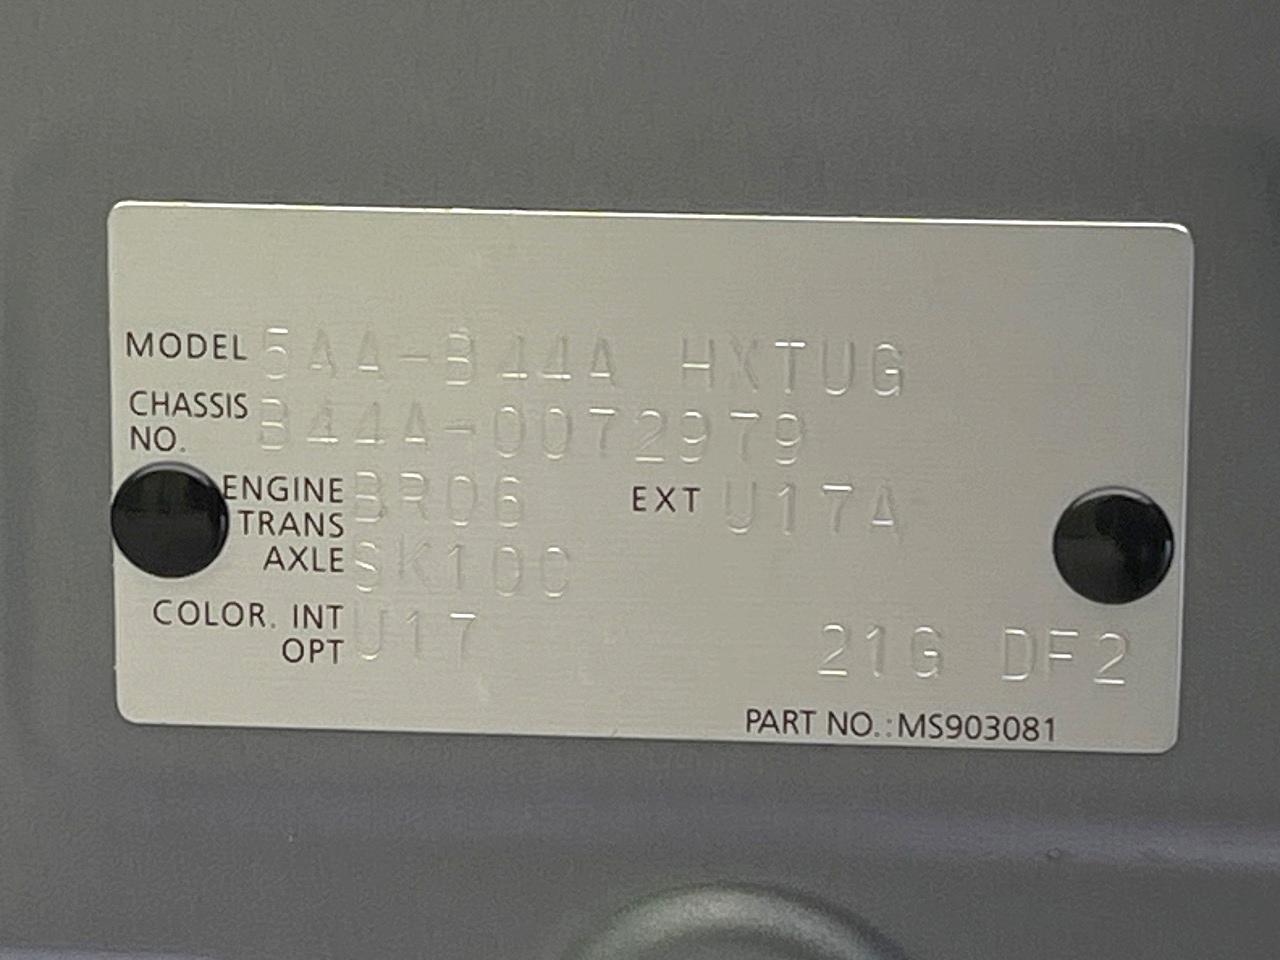 MODEL 5AA-B44A HXTUG
CHASSIS NO. B44A-0072979
ENGINE BR06 EXT U17A
TRANS
AXLE SK10C
COLOR. INT U17
OPT 21G DF2
PART NO.:MS903081